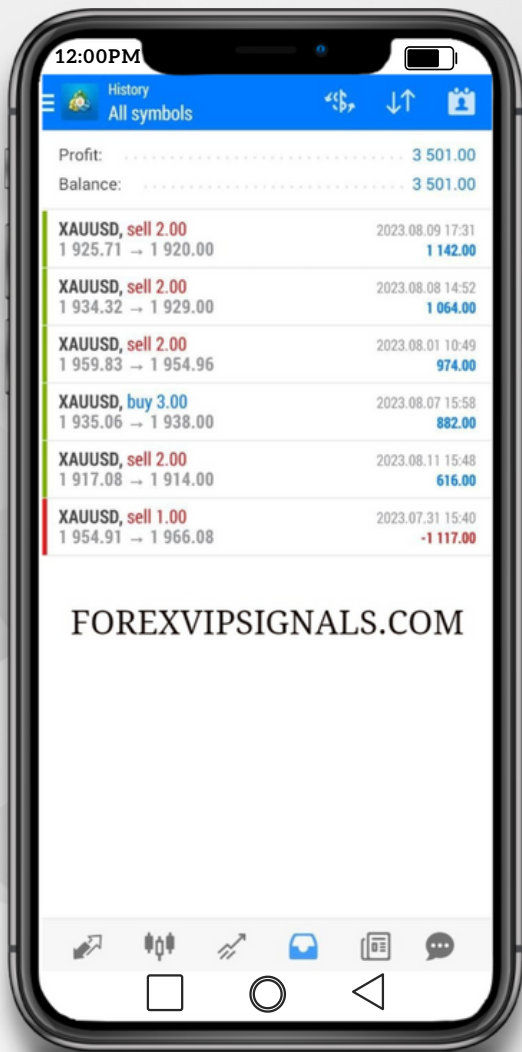 12:00PM
History
All symbols
Profit: 3 501.00
Balance: 3 501.00
XAUUSD, sell 2.00 2023.08.09 17:31
1 925.71 → 1 920.00 1 142.00
XAUUSD, sell 2.00 2023.08.08 14:52
1 934.32 → 1 929.00 1 064.00
XAUUSD, sell 2.00 2023.08.01 10:49
1 959.83 → 1 954.96 974.00
XAUUSD, buy 3.00 2023.08.07 15:58
1 935.06 → 1 938.00 882.00
XAUUSD, sell 2.00 2023.08.11 15:48
1 917.08 → 1 914.00 616.00
XAUUSD, sell 1.00 2023.07.31 15:40
1 954.91 → 1 966.08 -1 117.00
FOREXVIPSIGNALS.COM